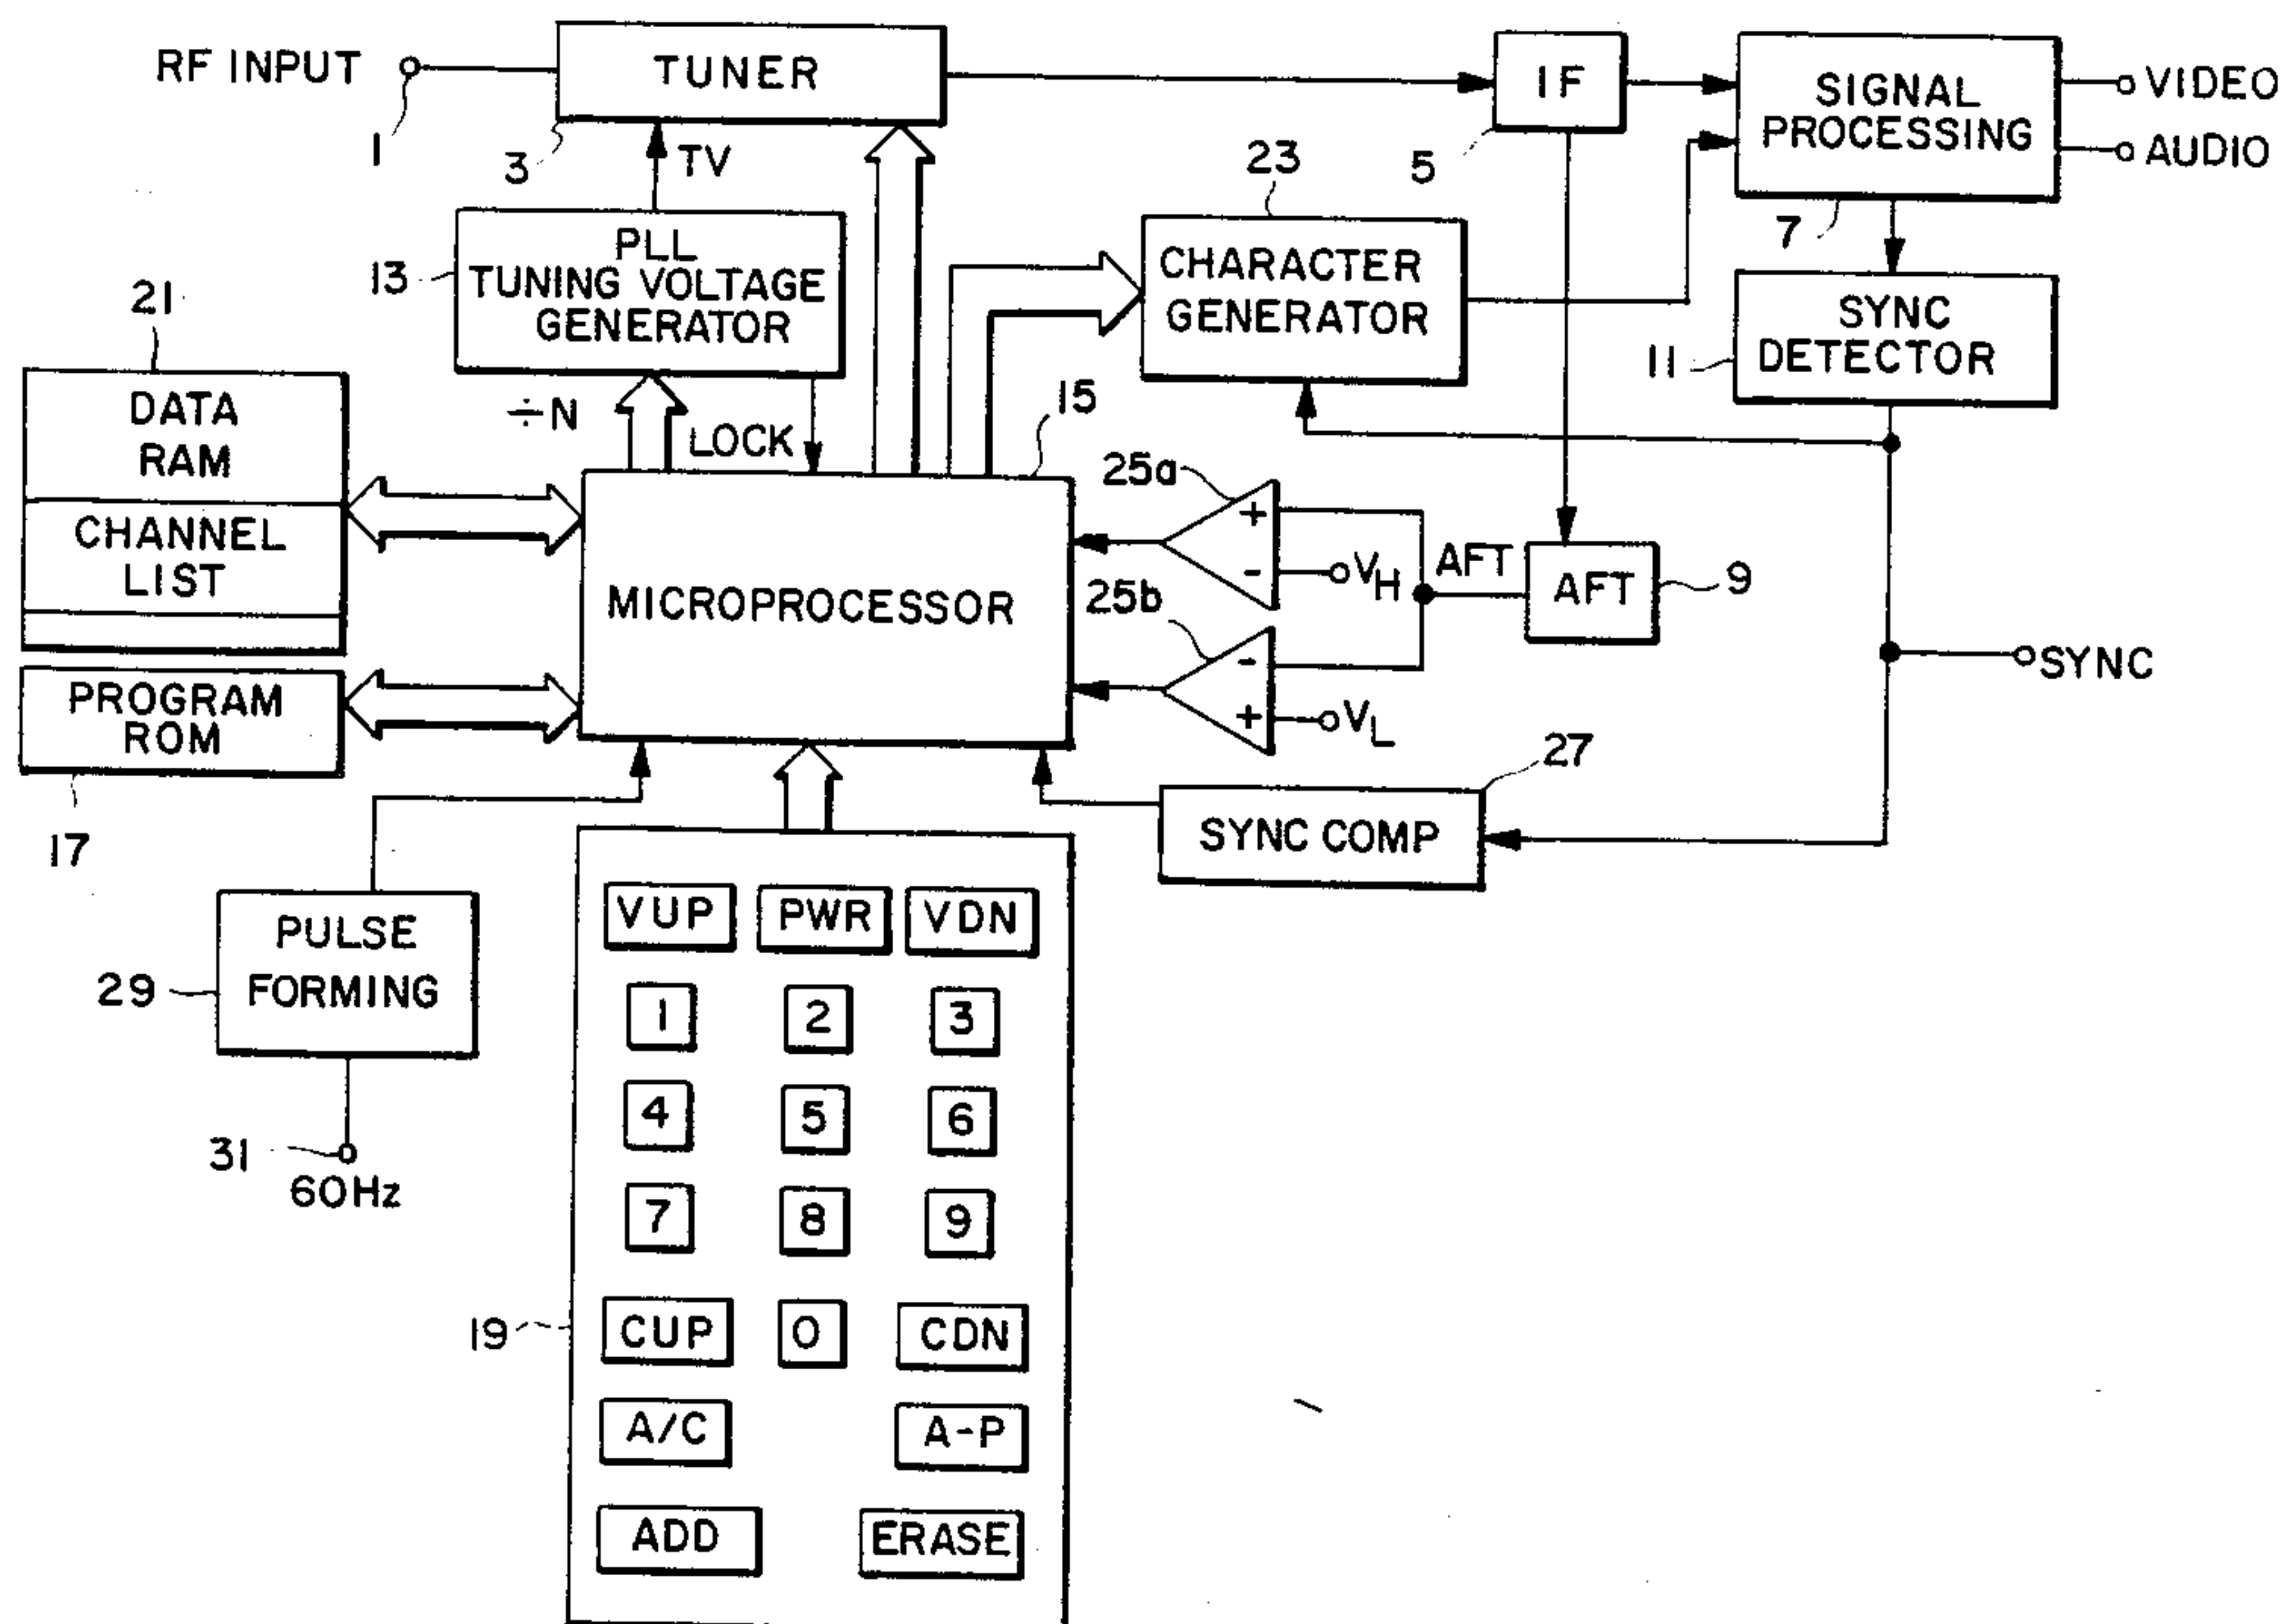 RF INPUT
1
TUNER
3
TV
IF
5
SIGNAL
PROCESSING
7
VIDEO
AUDIO
PLL
TUNING VOLTAGE
GENERATOR
13
÷N
LOCK
23
CHARACTER
GENERATOR
SYNC
DETECTOR
11
21
DATA
RAM
CHANNEL
LIST
PROGRAM
ROM
17
15
MICROPROCESSOR
25a
+
-
VH
25b
-
+
VL
AFT
AFT
9
SYNC
27
SYNC COMP
PULSE
FORMING
29
31
60Hz
19
VUP PWR VDN
1 2 3
4 5 6
7 8 9
CUP 0 CDN
A/C A-P
ADD ERASE